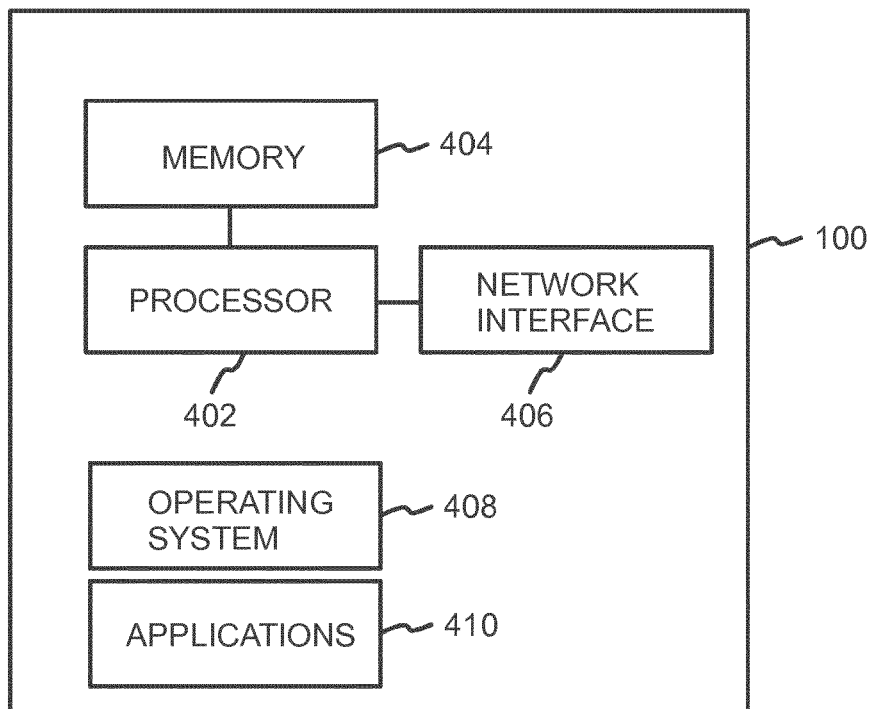 MEMORY
404
PROCESSOR
NETWORK
INTERFACE
100
402
406
OPERATING
SYSTEM
408
APPLICATIONS
410